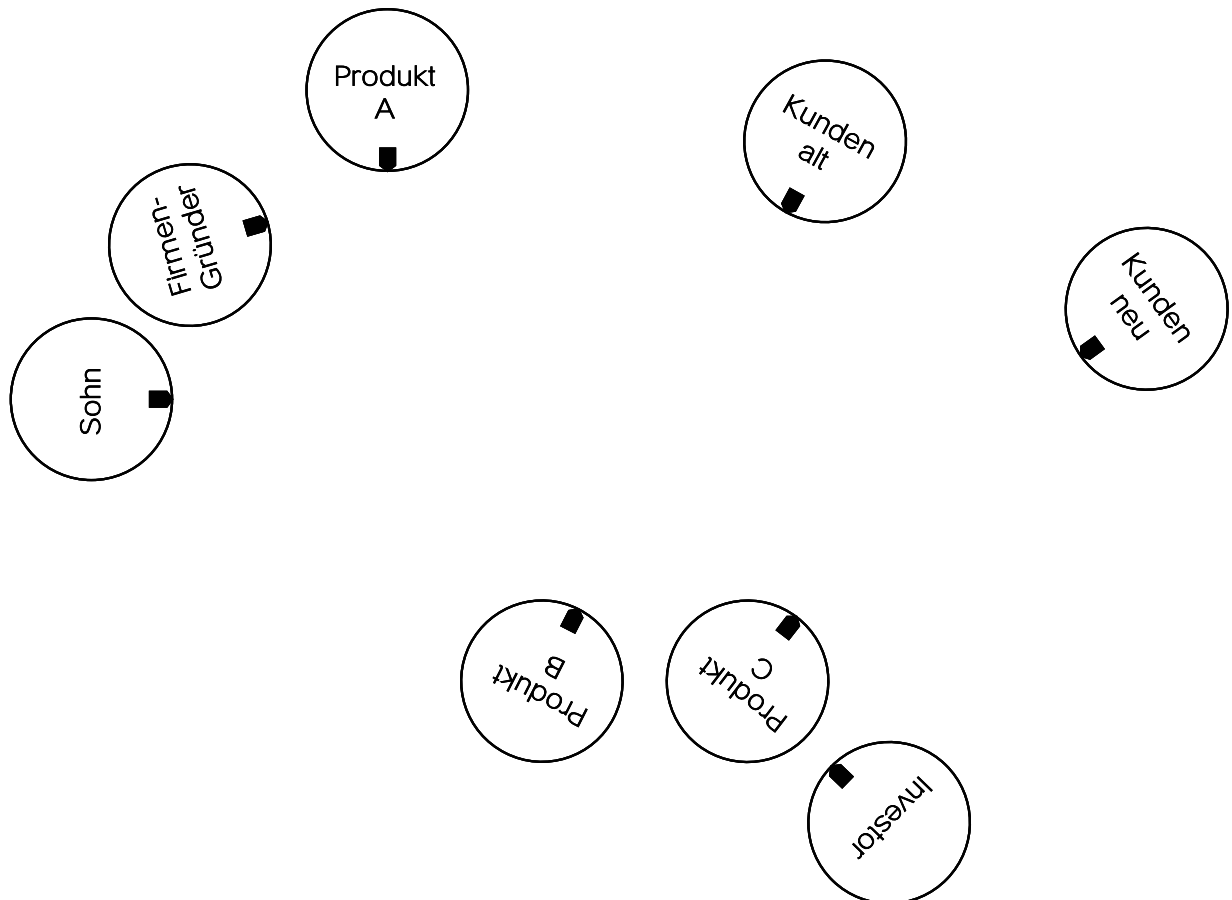 Produkt
A
Kunden
alt
Firmen-
Gründer
Kunden
neu
Sohn
Produkt
B
Produkt
C
Investor